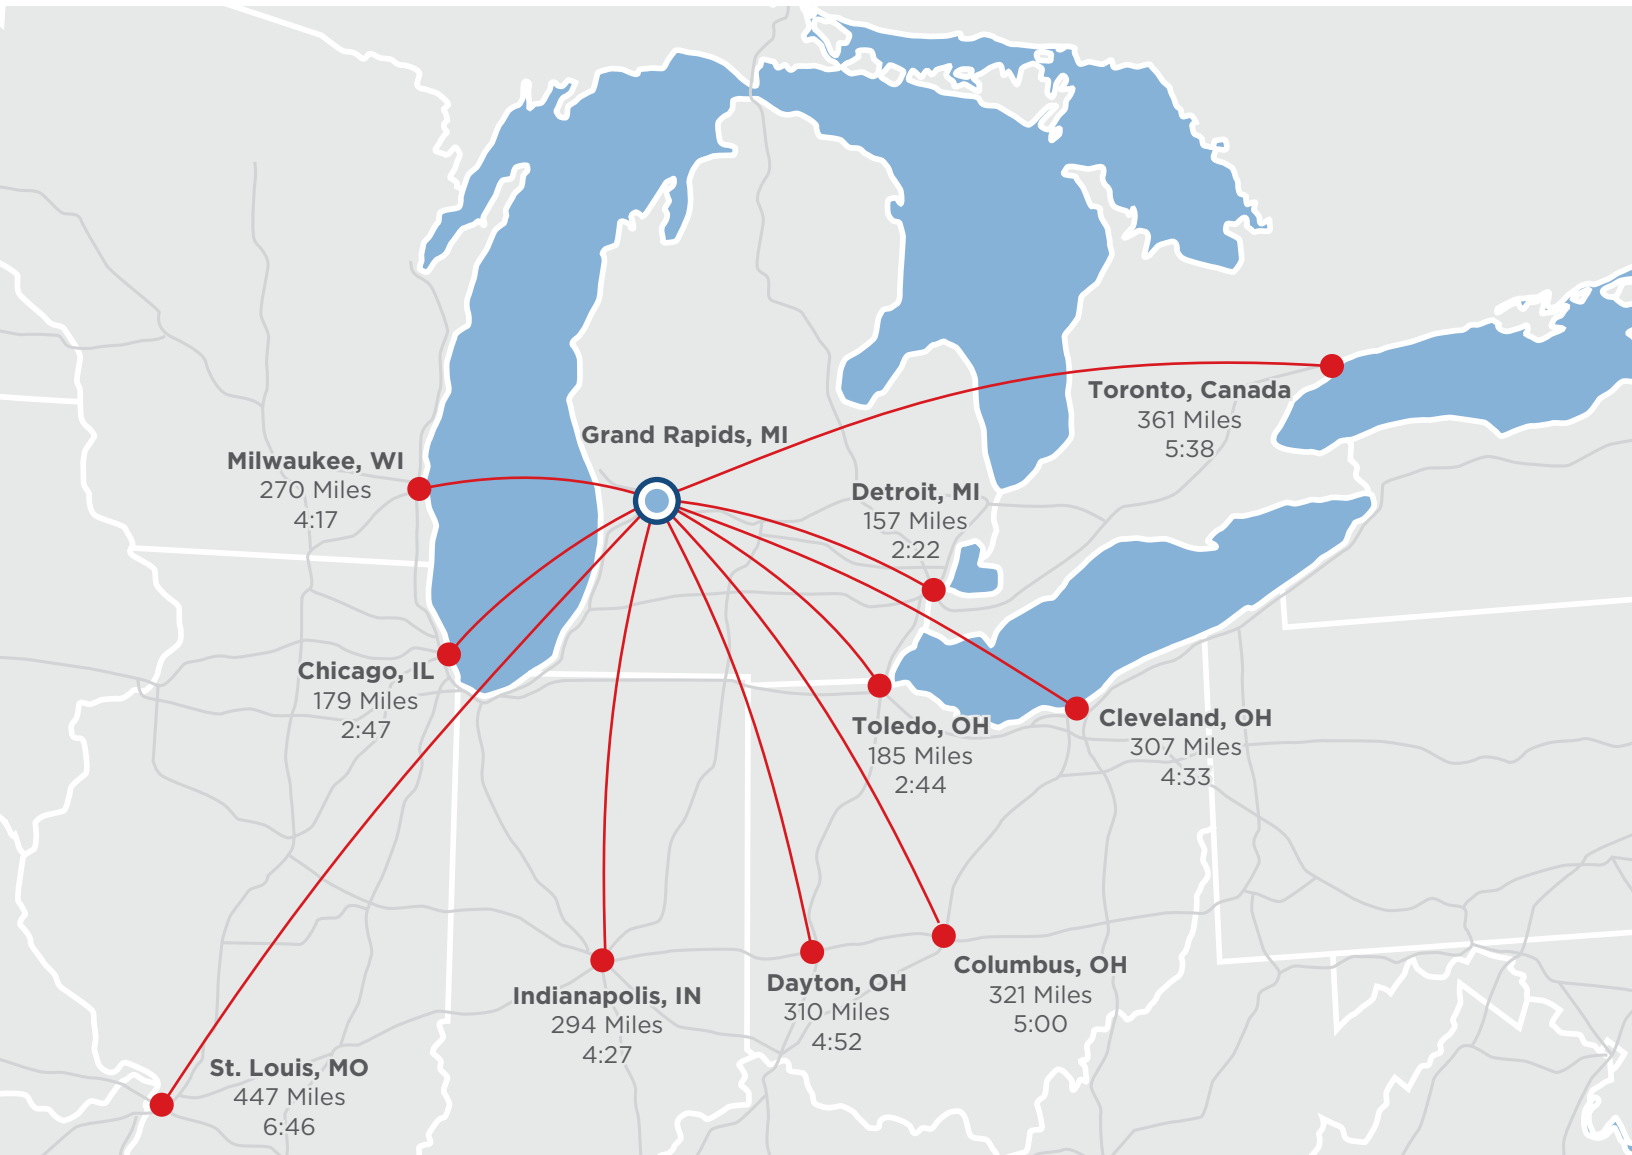 Toronto, Canada
361 Miles
5:38
Grand Rapids, MI
Milwaukee, WI
270 Miles
4:17
Detroit, MI
157 Miles
2:22
Chicago, IL
179 Miles
2:47
Toledo, OH
185 Miles
2:44
Cleveland, OH
307 Miles
4:33
Indianapolis, IN
294 Miles
4:27
Dayton, OH
310 Miles
4:52
Columbus, OH
321 Miles
5:00
St. Louis, MO
447 Miles
6:46